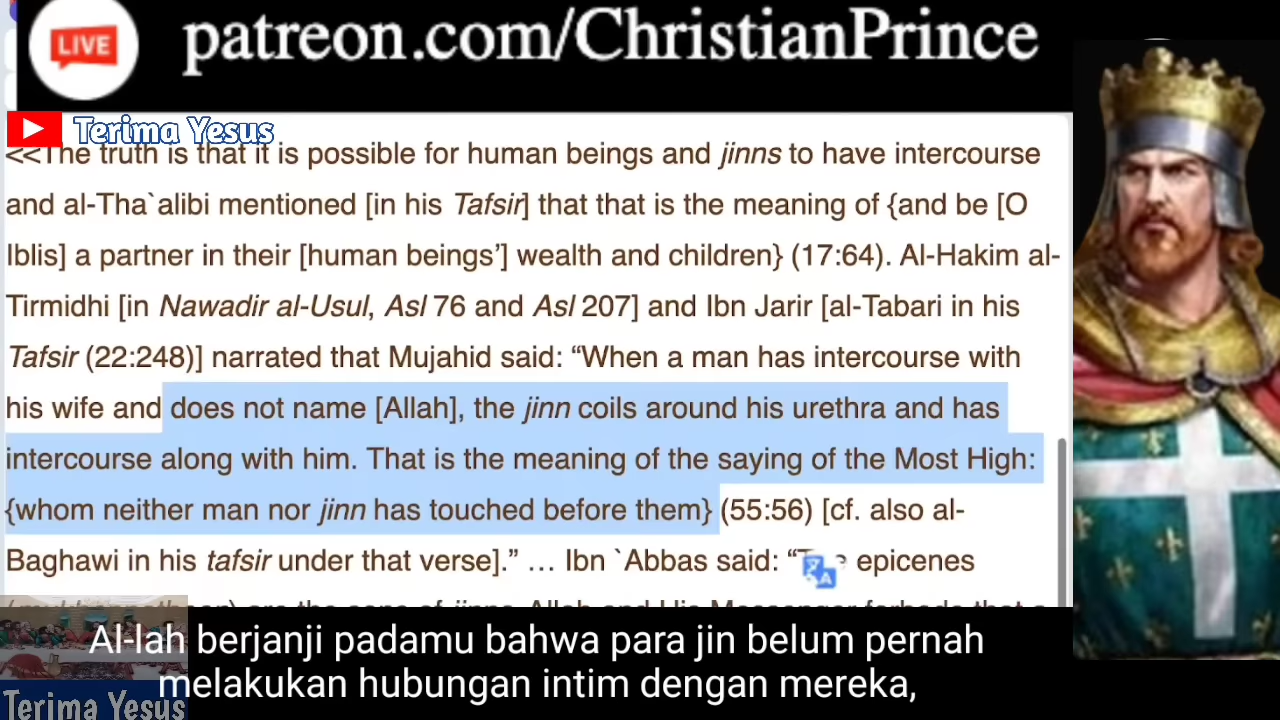 LIVE
patreon.com/ChristianPrince
Terima Yesus
<<The truth is that it is possible for human beings and jinns to have intercourse
and al-Tha`alibi mentioned [in his Tafsir] that that is the meaning of {and be [O
Iblis] a partner in their [human beings’] wealth and children} (17:64). Al-Hakim al-
Tirmidhi [in Nawadir al-Usul, Asl 76 and Asl 207] and Ibn Jarir [al-Tabari in his
Tafsir (22:248)] narrated that Mujahid said: “When a man has intercourse with
his wife and does not name [Allah], the jinn coils around his urethra and has
intercourse along with him. That is the meaning of the saying of the Most High:
{whom neither man nor jinn has touched before them} (55:56) [cf. also al-
Baghawi in his tafsir under that verse].” … Ibn `Abbas said: “ epicenes
Al-lah berjanji padamu bahwa para jin belum pernah
melakukan hubungan intim dengan mereka,
Terima Yesus